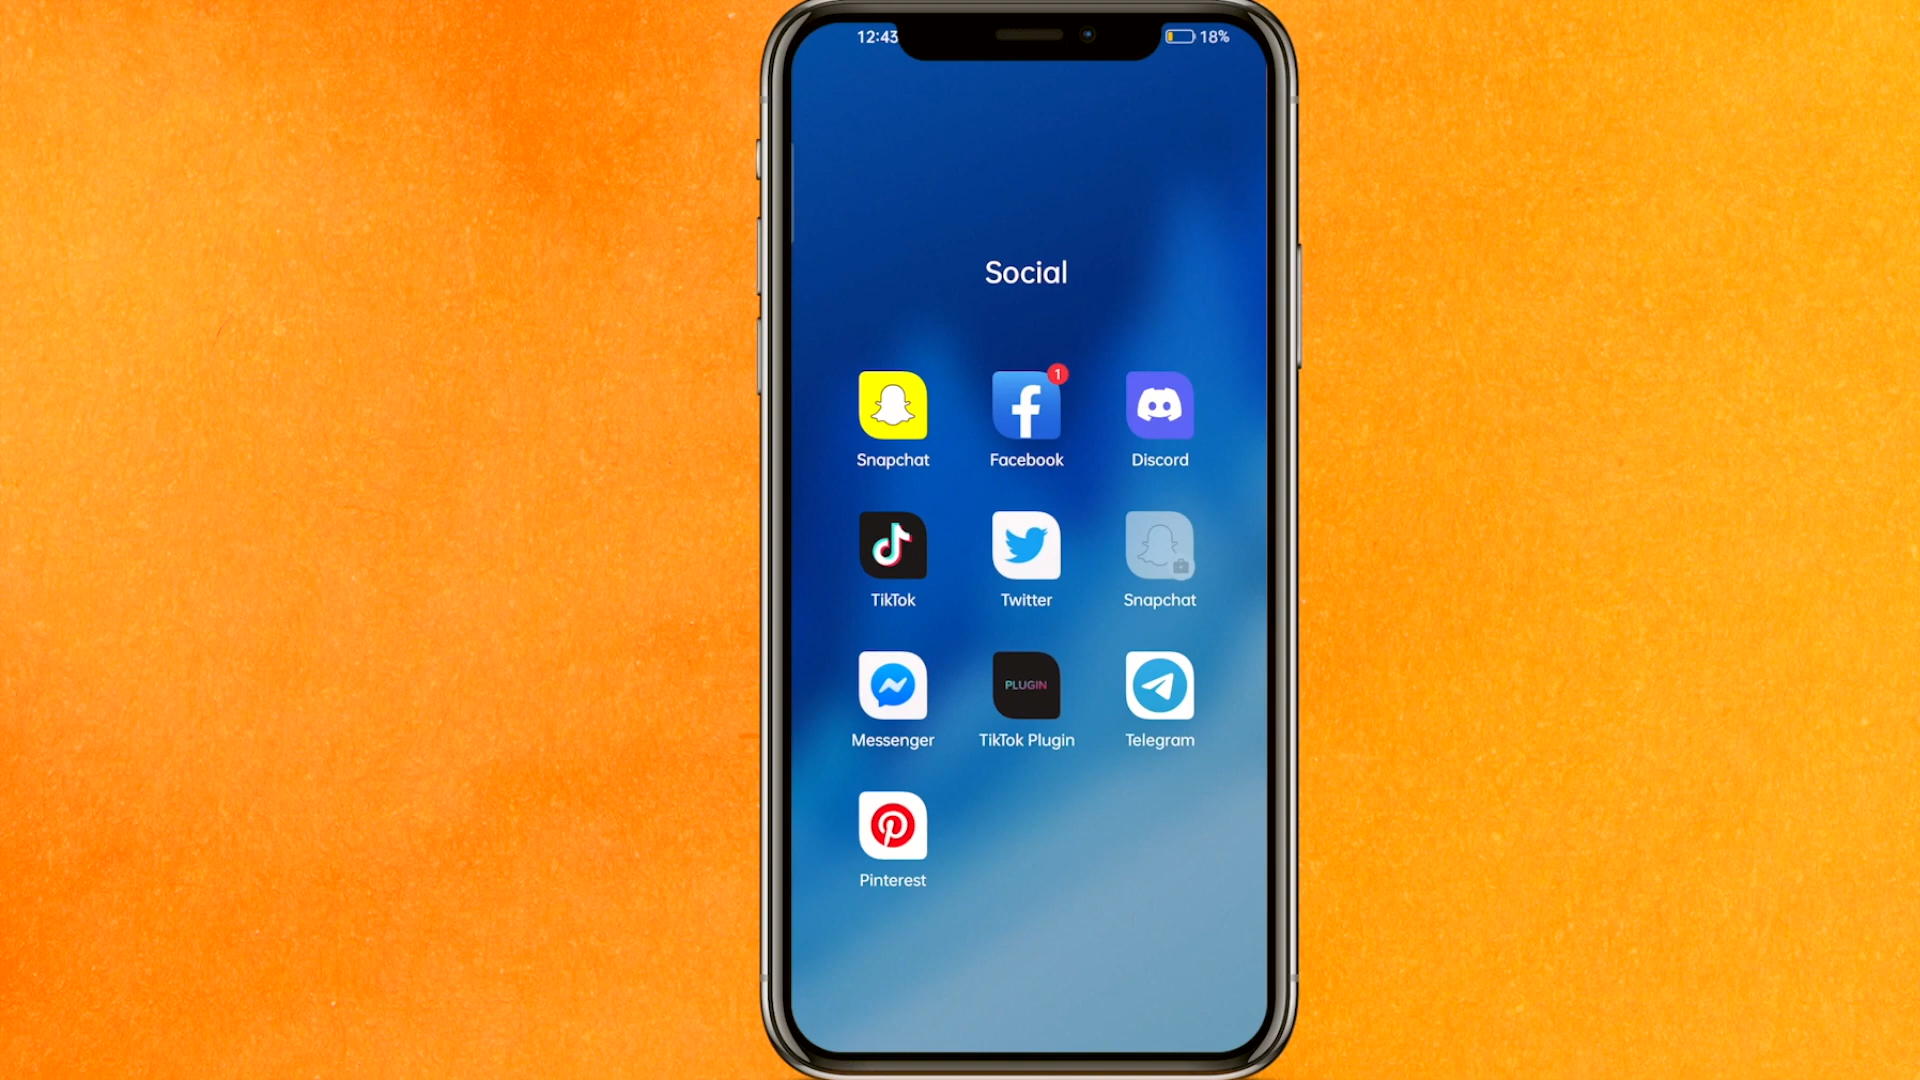 12:43
18%
Social
1
Snapchat
Facebook
Discord
TikTok
Twitter
Snapchat
PLUGIN
Messenger
TikTok Plugin
Telegram
Pinterest